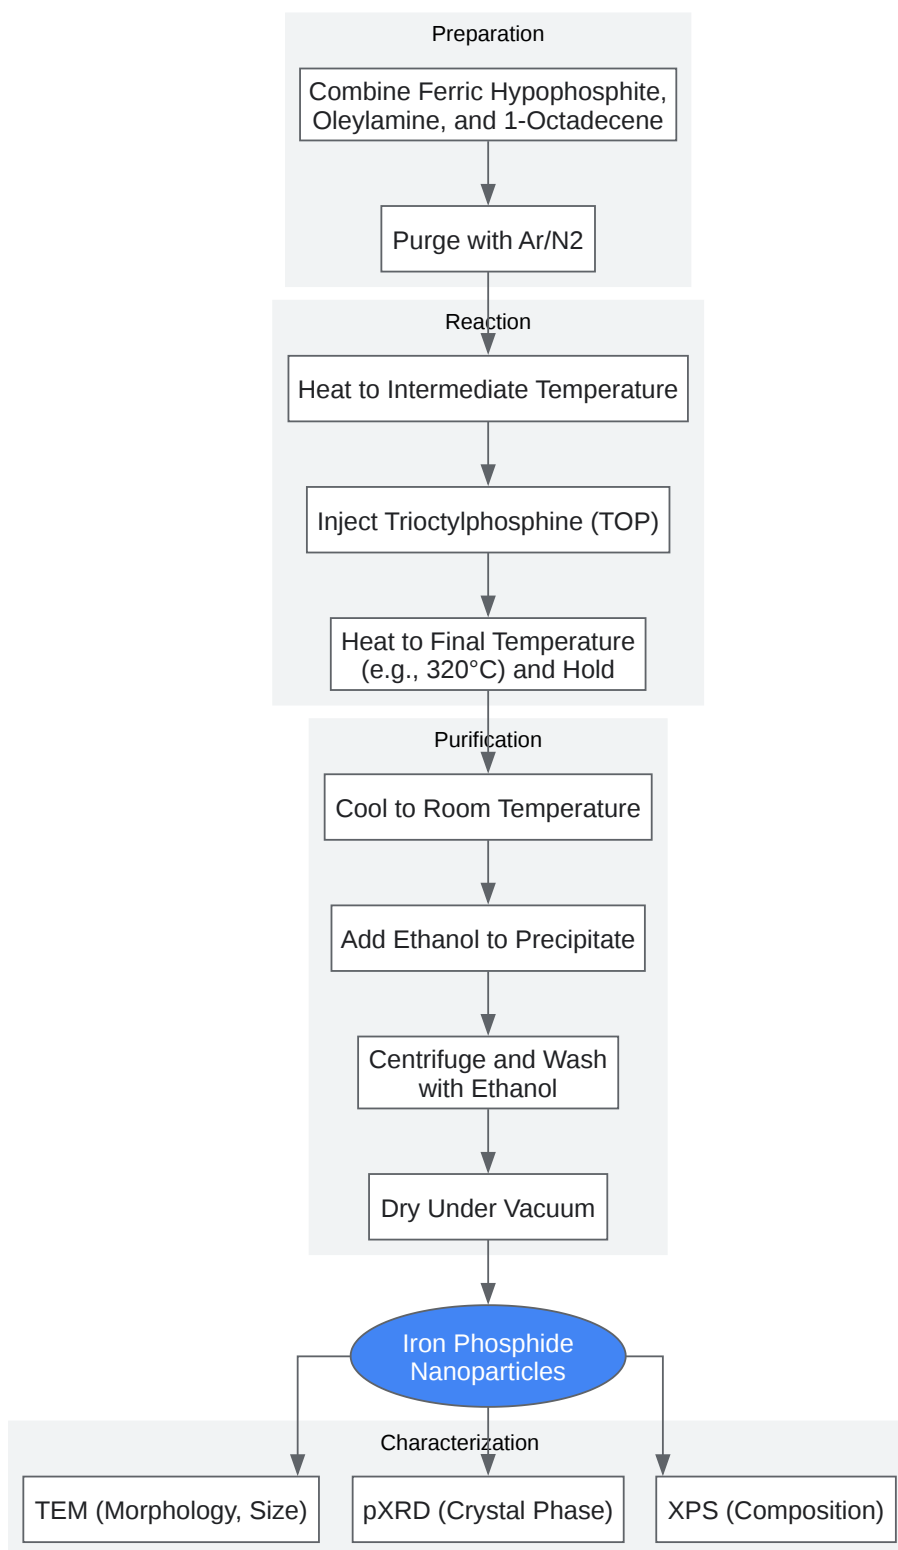 Preparation
Combine Ferric Hypophosphite,
Oleylamine, and 1-Octadecene
Purge with Ar/N2
Reaction
Heat to Intermediate Temperature
Inject Trioctylphosphine (TOP)
Heat to Final Temperature
(e.g., 320°C) and Hold
Purification
Cool to Room Temperature
Add Ethanol to Precipitate
Centrifuge and Wash
with Ethanol
Dry Under Vacuum
Iron Phosphide
Nanoparticles
Characterization
TEM (Morphology, Size)
pXRD (Crystal Phase)
XPS (Composition)